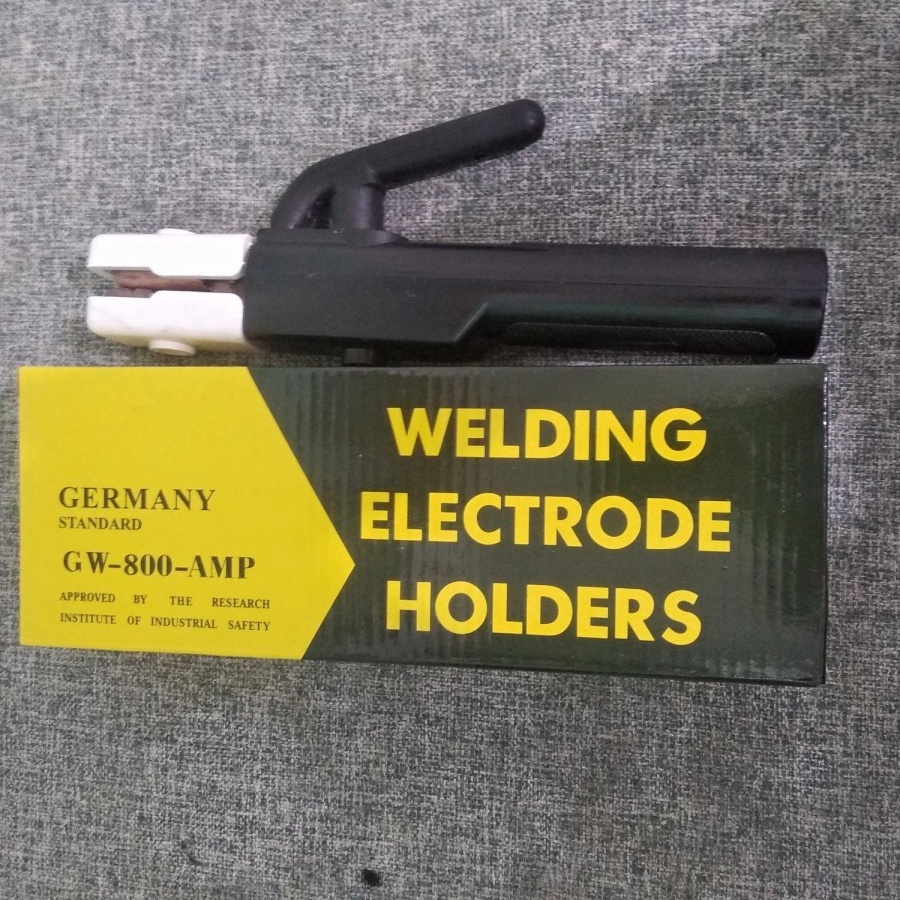 GERMANY
STANDARD
GW-800-AMP
APPROVED BY THE RESEARCH
INSTITUTE OF INDUSTRIAL SAFETY
WELDING
ELECTRODE
HOLDERS